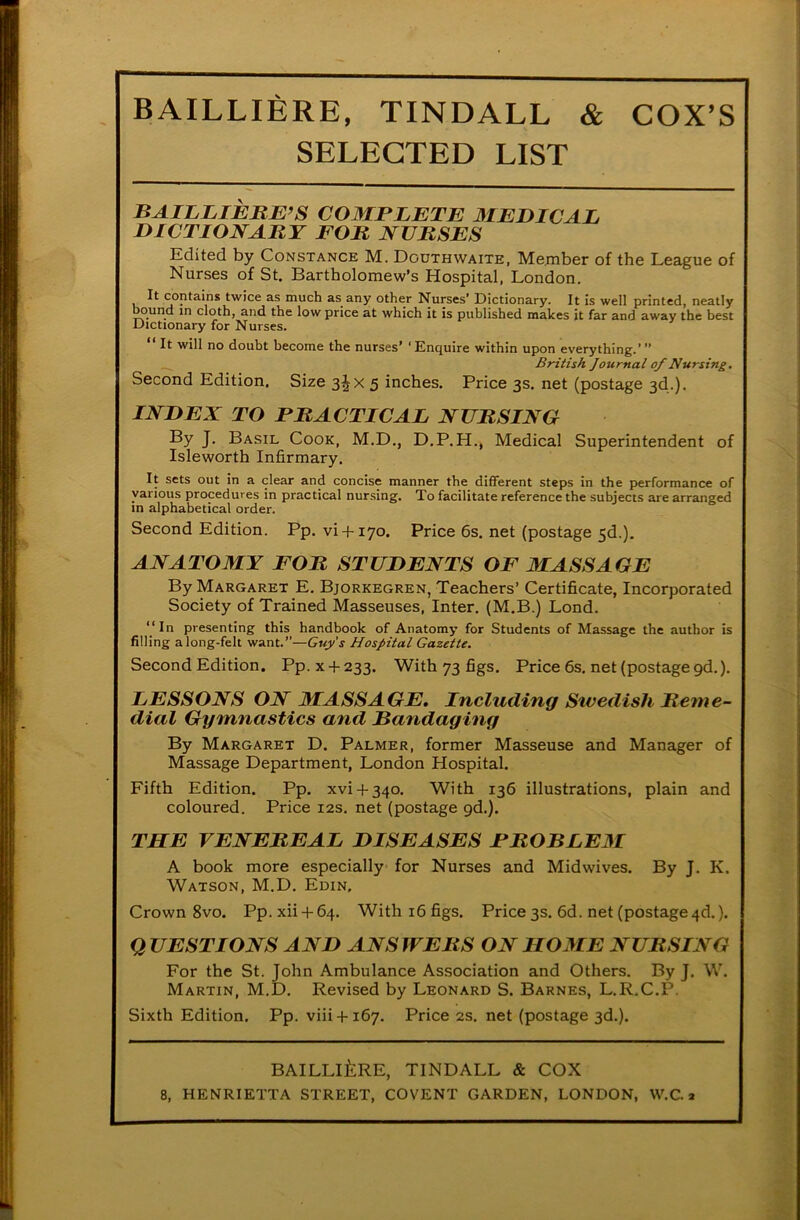 BAILLIÈRE, TINDALL & COX’S
SELECTED LIST
BAILLIÈRE’S COMPLETE MEDICAL
DICTIONARY FOR NURSES
Edited by CONSTANCE M. DOUTHWAITE, Member of the League of
Nurses of St. Bartholomew’s Hospital, London.
It contains twice as much as any other Nurses’ Dictionary. It is well printed, neatly
bound in cloth, and the low price at which it is published makes it far and away the best
Dictionary for Nurses.
“It will no doubt become the nurses’ ‘Enquire within upon everything.’”
British Journal of Nursing.
Second Edition. Size 3½ × 5 inches. Price 3s. net (postage 3d.).
INDEX TO PRACTICAL NURSING
By J. BASIL COOK, M.D., D.P.H., Medical Superintendent of
Isleworth Infirmary.
It sets out in a clear and concise manner the different steps in the performance of
various procedures in practical nursing. To facilitate reference the subjects are arranged
in alphabetical order.
Second Edition. Pp. vi + 170. Price 6s. net (postage 5d.).
ANATOMY FOR STUDENTS OF MASSAGE
By MARGARET E. BJORKEGREN, Teachers’ Certificate, Incorporated
Society of Trained Masseuses, Inter. (M.B.) Lond.
“In presenting this handbook of Anatomy for Students of Massage the author is
filling a long-felt want.”—Guy’s Hospital Gazette.
Second Edition. Pp. x + 233. With 73 figs. Price 6s. net (postage 9d.).
LESSONS ON MASSAGE. Including Swedish Reme-
dial Gymnastics and Bandaging
By MARGARET D. PALMER, former Masseuse and Manager of
Massage Department, London Hospital.
Fifth Edition. Pp. xvi + 340. With 136 illustrations, plain and
coloured. Price 12s. net (postage 9d.).
THE VENEREAL DISEASES PROBLEM
A book more especially for Nurses and Midwives. By J. K.
WATSON, M.D. EDIN.
Crown 8vo. Pp. xii + 64. With 16 figs. Price 3s. 6d. net (postage 4d.).
QUESTIONS AND ANSWERS ON HOME NURSING
For the St. John Ambulance Association and Others. By J. W.
MARTIN, M.D. Revised by LEONARD S. BARNES, L.R.C.P.
Sixth Edition. Pp. viii + 167. Price 2s. net (postage 3d.).
BAILLIÈRE, TINDALL & COX
8, HENRIETTA STREET, COVENT GARDEN, LONDON, W.C. 2